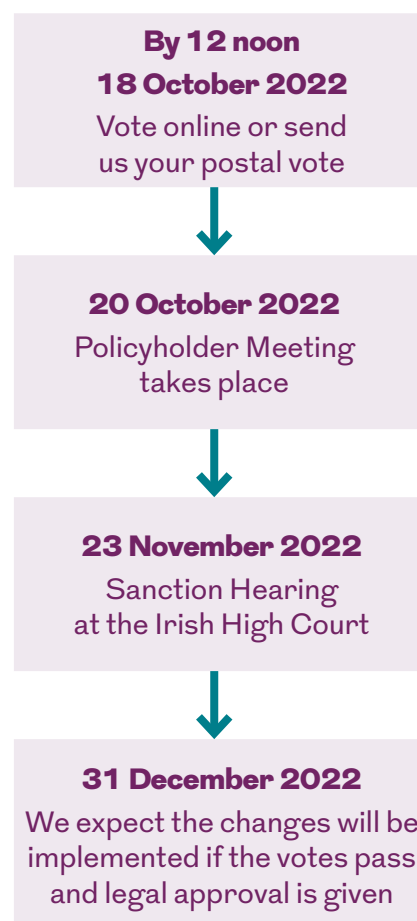 By 12 noon
18 October 2022
Vote online or send
us your postal vote
20 October 2022
Policyholder Meeting
takes place
23 November 2022
Sanction Hearing
at the Irish High Court
31 December 2022
We expect the changes will be
implemented if the votes pass
and legal approval is given